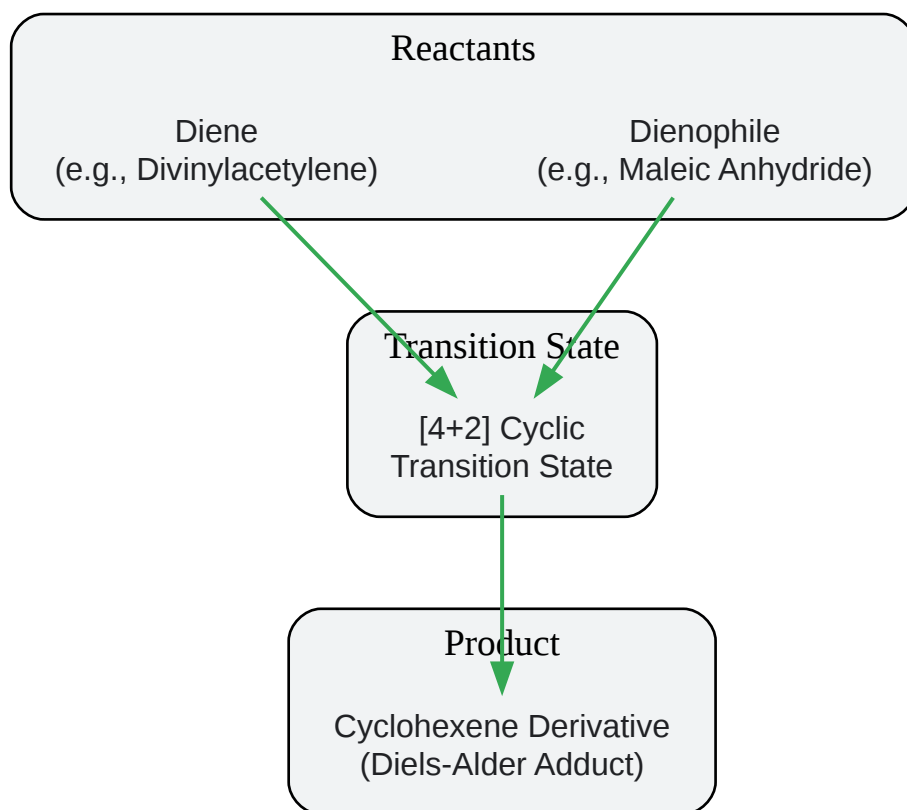 Reactants
Diene
(e.g., Divinylacetylene)
Dienophile
(e.g., Maleic Anhydride)
Transition State
[4+2] Cyclic
Transition State
Product
Cyclohexene Derivative
(Diels-Alder Adduct)